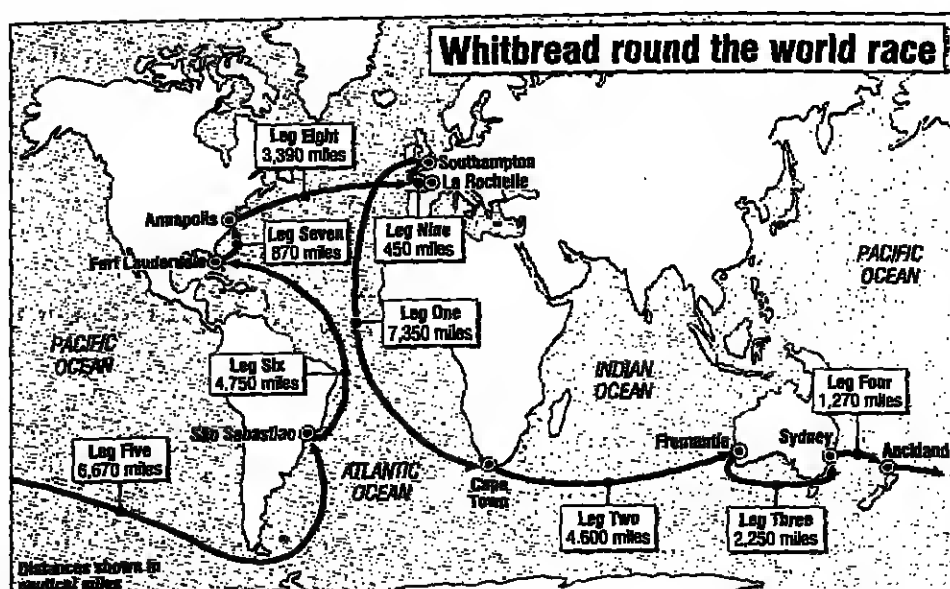 Whitbread round the world race
Leg Eight
3,390 miles
Southampton
La Rochelle
Annapolis
Leg Seven
870 miles
Leg Nine
450 miles
Fort Lauderdale
PACIFIC
OCEAN
Leg One
7,350 miles
PACIFIC
OCEAN
Leg Six
4,750 miles
INDIAN
OCEAN
Leg Four
1,270 miles
São Sebastiao
Fremantle
Sydney
Auckland
Leg Five
6,670 miles
ATLANTIC
OCEAN
Cape
Town
Leg Two
4.600 miles
Leg Three
2,250 miles
Distances shown in
nautical miles